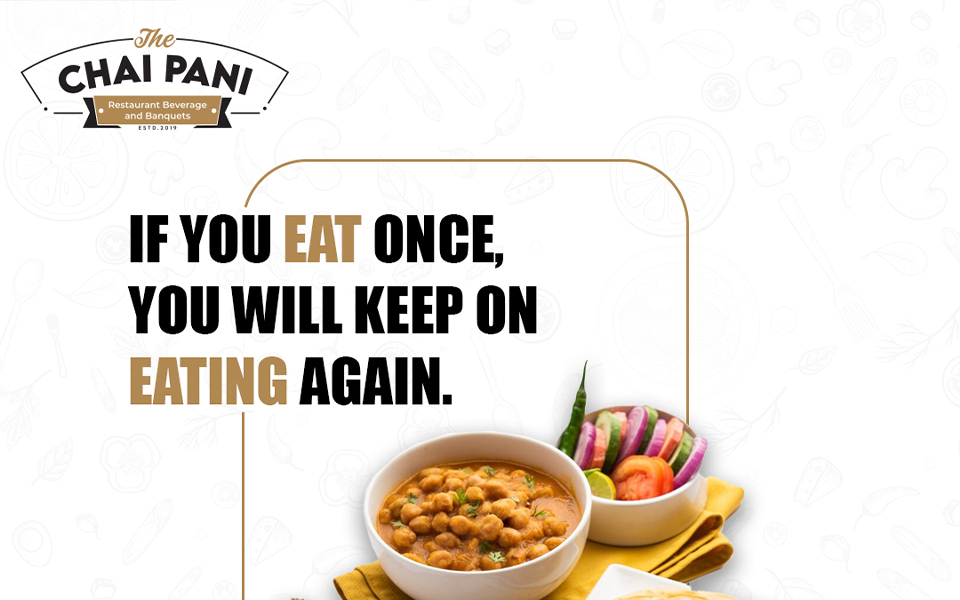 The
CHAI PANI
Restaurant Beverage
and Banquets
ESTD.2019
IF YOU EAT ONCE,
YOU WILL KEEP ON
EATING AGAIN.